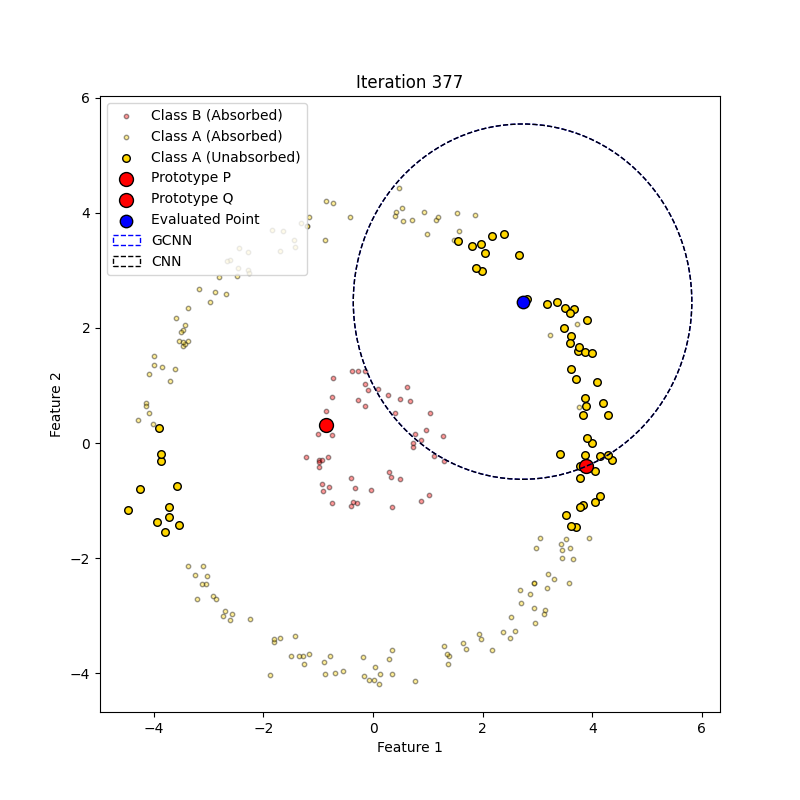 Iteration 377
6
4
2
0
−2
−4
Feature 2
Class B (Absorbed)
Class A (Absorbed)
Class A (Unabsorbed)
Prototype P
Prototype Q
Evaluated Point
GCNN
CNN
−4
−2
0
2
4
6
Feature 1